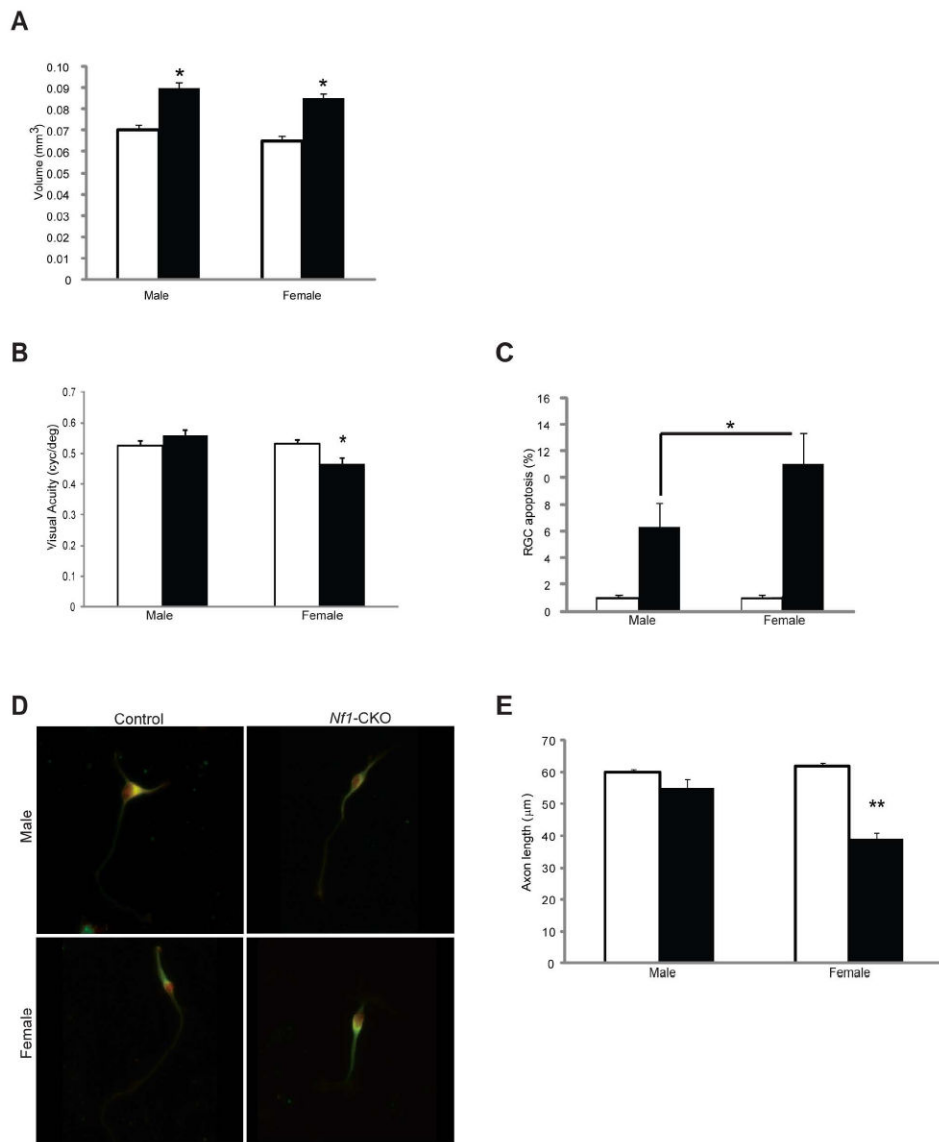 A
0.10
0.09
0.08
0.07
0.06
0.05
0.04
0.03
0.02
0.01
0
Volume (mm³)
*
*
Male
Female
B
0.7
0.6
0.5
0.4
0.3
0.2
0.1
0
Visual Acuity (cyc/deg)
*
Male
Female
C
16
14
12
0
8
6
4
2
0
RGC apoptosis (%)
*
Male
Female
D
Control
Nf1-CKO
Male
Female
E
70
60
50
40
30
20
10
0
Axon length (µm)
**
Male
Female